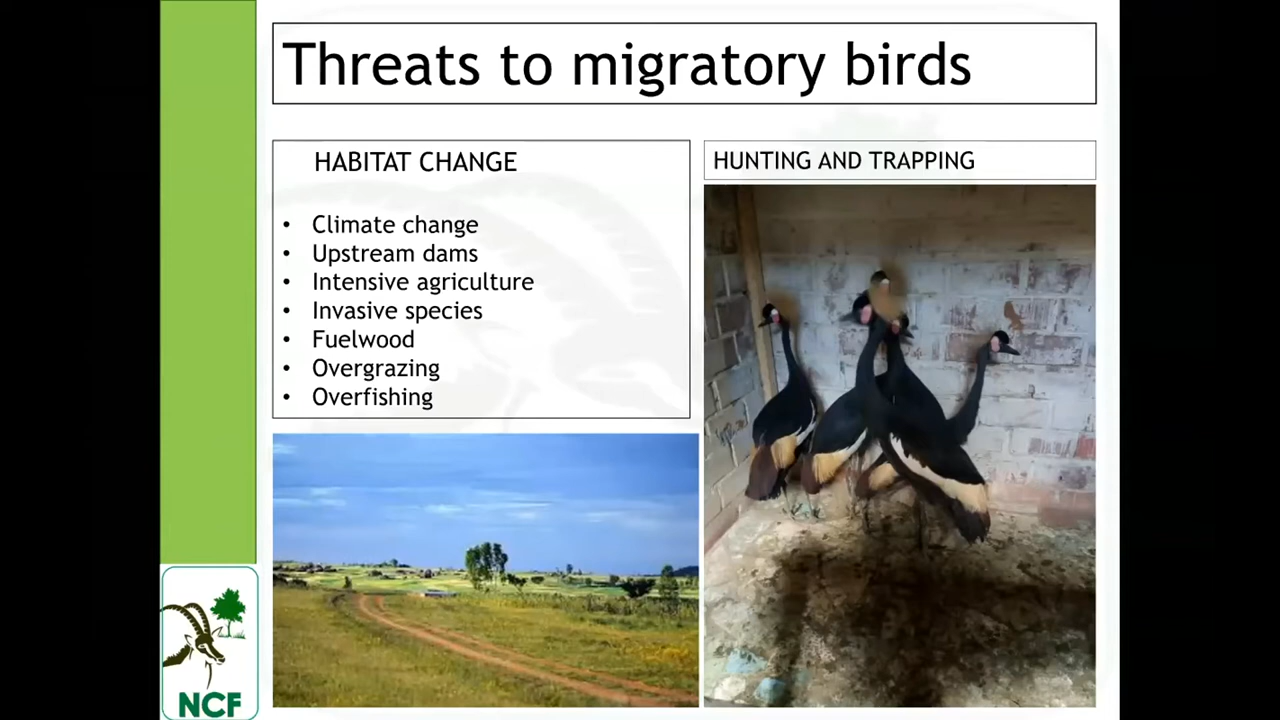 Threats to migratory birds
HABITAT CHANGE
• Climate change
• Upstream dams
• Intensive agriculture
• Invasive species
• Fuelwood
• Overgrazing
• Overfishing
HUNTING AND TRAPPING
NCF